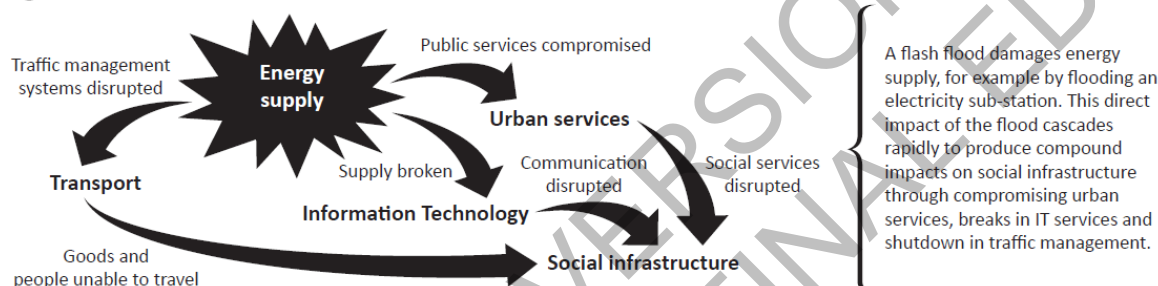 Traffic management
systems disrupted
Energy
supply
Public services compromised
Urban services
Transport
Supply broken
Communication
disrupted
Social services
disrupted
Information Technology
Goods and
people unable to travel
Social infrastructure
A flash flood damages energy
supply, for example by flooding an
electricity sub-station. This direct
impact of the flood cascades
rapidly to produce compound
impacts on social infrastructure
through compromising urban
services, breaks in IT services and
shutdown in traffic management.
VERSION
FINAL ED